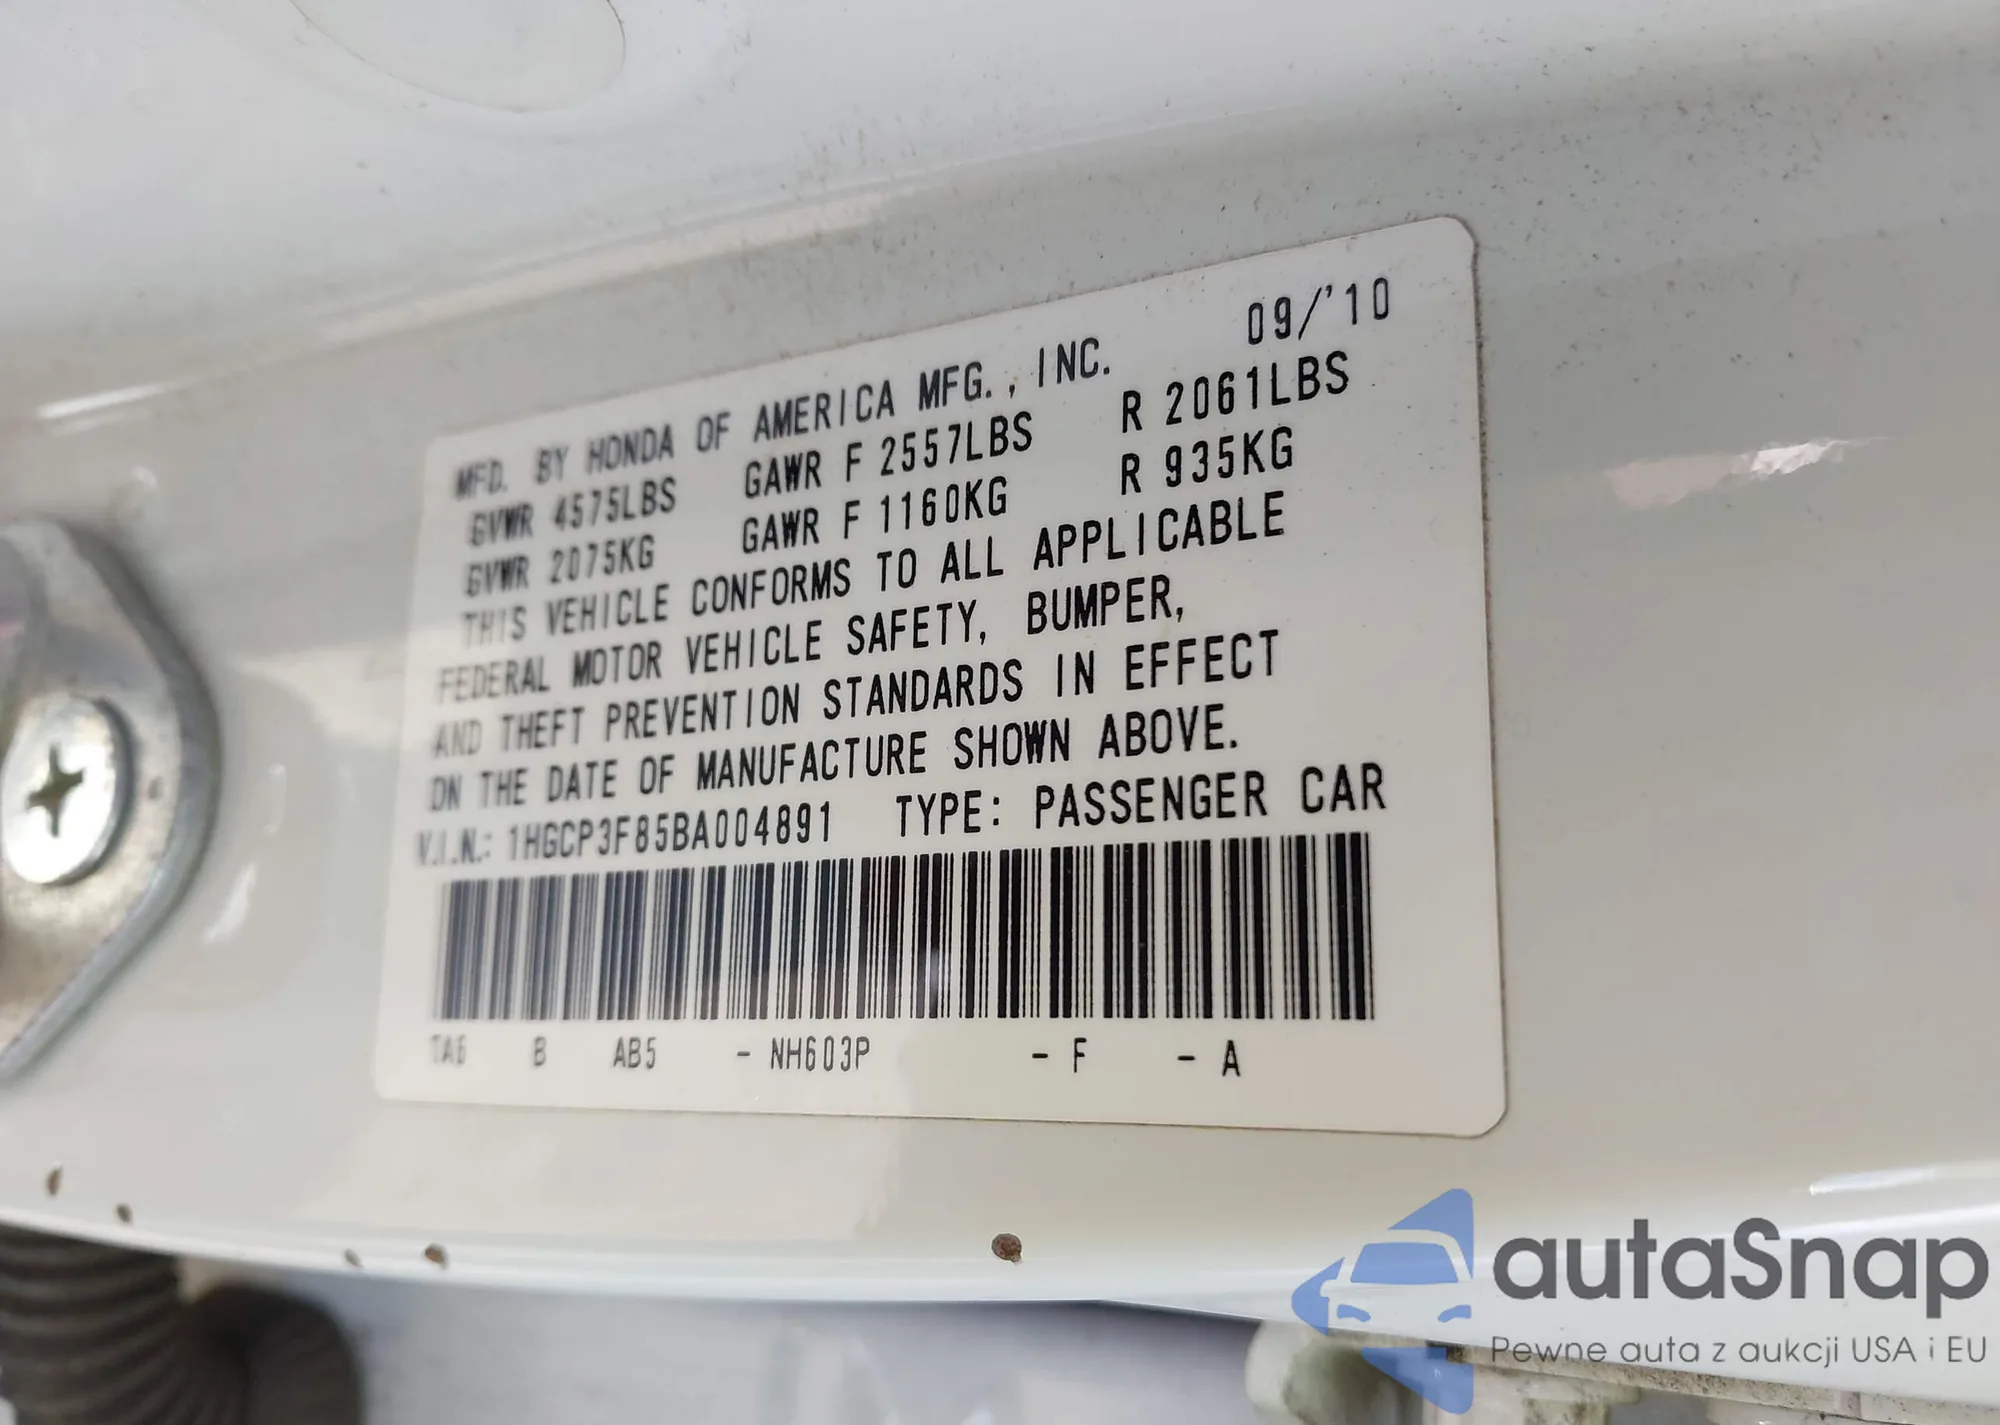 MFD. BY HONDA OF AMERICA MFG., INC. 09/'10
GVWR 4575LBS GAWR F 2557LBS R 2061LBS
GVWR 2075KG GAWR F 1160KG R 935KG
THIS VEHICLE CONFORMS TO ALL APPLICABLE
FEDERAL MOTOR VEHICLE SAFETY, BUMPER,
AND THEFT PREVENTION STANDARDS IN EFFECT
ON THE DATE OF MANUFACTURE SHOWN ABOVE.
V.I.N.: 1HGCP3F85BA004891 TYPE: PASSENGER CAR
TA6 B AB5 - NH603P - F - A
autaSnap
Pewne auta z aukcji USA i EU